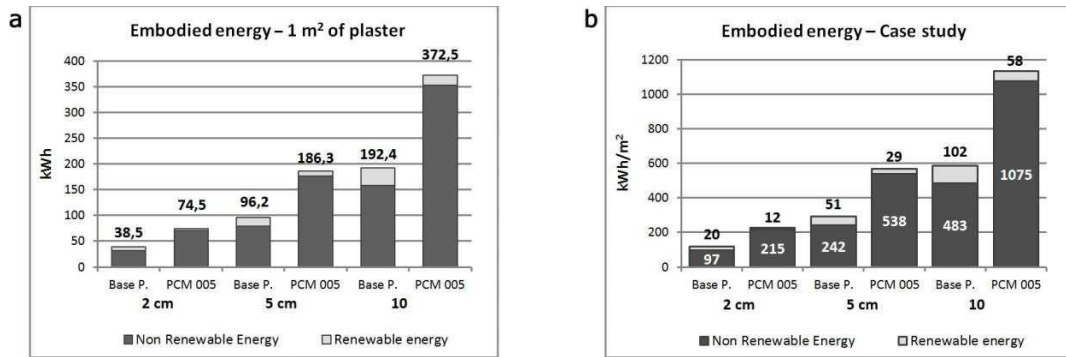 a
Embodied energy – 1 m² of plaster
kWh
400
350
300
250
200
150
100
50
0
38,5
74,5
96,2
186,3
192,4
372,5
Base P. PCM 005 Base P. PCM 005 Base P. PCM 005
2 cm 5 cm 10
Non Renewable Energy Renewable energy
b
Embodied energy – Case study
kWh/m²
1200
1000
800
600
400
200
0
20
97
12
215
51
242
29
538
102
483
58
1075
Base P. PCM 005 Base P. PCM 005 Base P. PCM 005
2 cm 5 cm 10
Non Renewable Energy Renewable energy